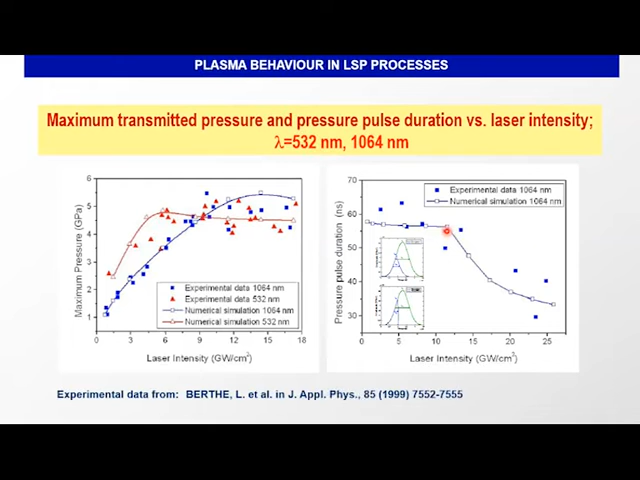 PLASMA BEHAVIOUR IN LSP PROCESSES
Maximum transmitted pressure and pressure pulse duration vs. laser intensity;
λ=532 nm, 1064 nm
Maximum Pressure (GPa)
6
5
4
3
2
1
0 3 6 9 12 15 18
Laser Intensity (GW/cm²)
Experimental data 1064 nm
Experimental data 532 nm
Numerical simulation 1064 nm
Numerical simulation 532 nm
Pressure pulse duration (ns)
70
60
50
40
30
0 5 10 15 20 25
Laser Intensity (GW/cm²)
Experimental data 1064 nm
Numerical simulation 1064 nm
Experimental data from: BERTHE, L. et al. in J. Appl. Phys., 85 (1999) 7552-7555